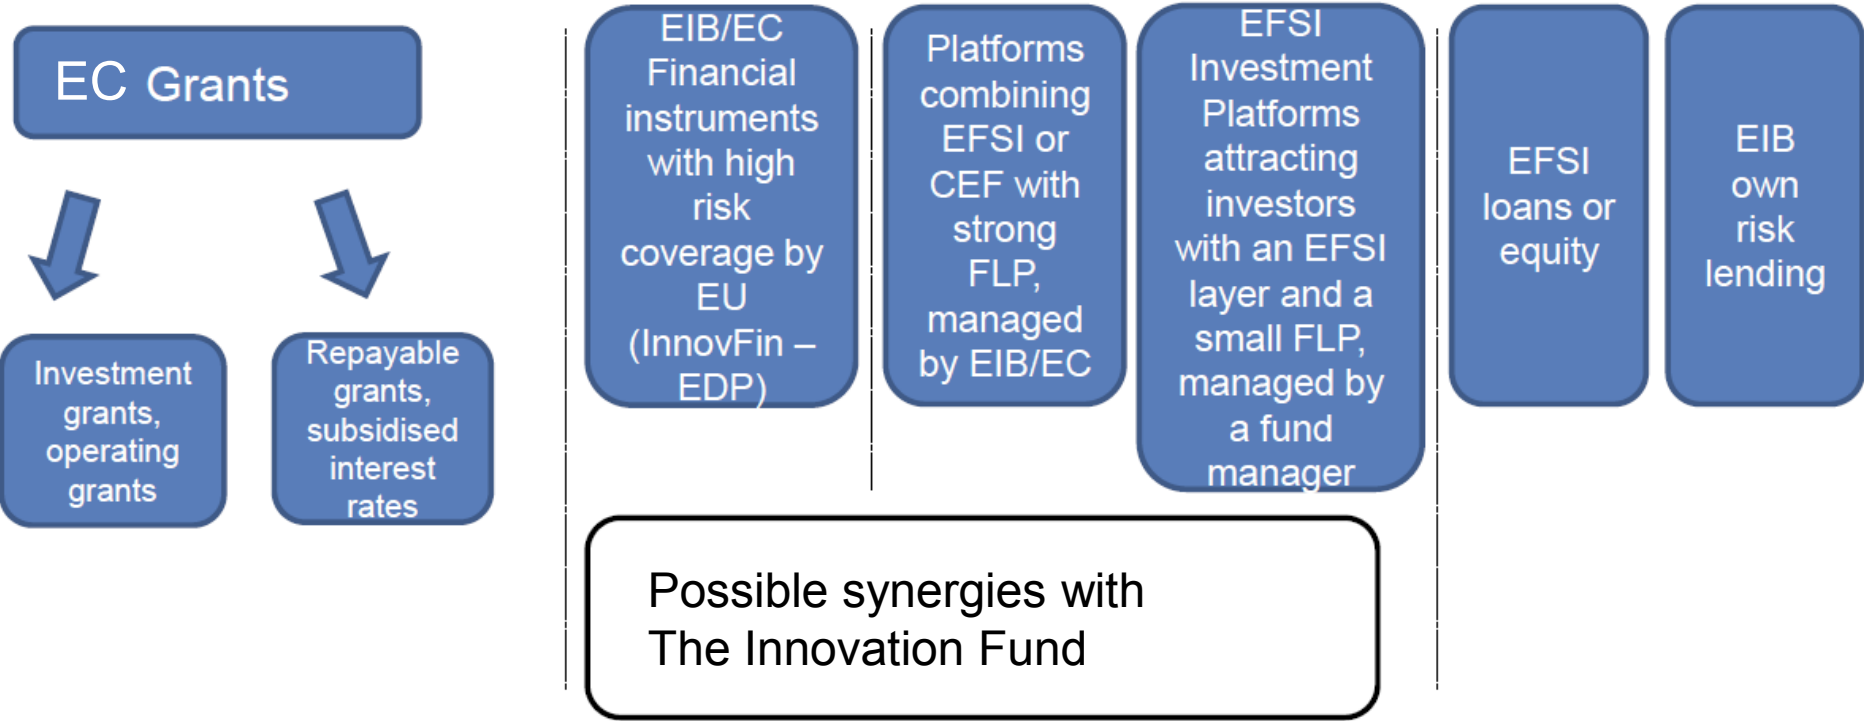 EC Grants
Investment
grants,
operating
grants
Repayable
grants,
subsidised
interest
rates
EIB/EC
Financial
instruments
with high
risk
coverage by
EU
(InnovFin –
EDP)
Platforms
combining
EFSI or
CEF with
strong
FLP,
managed
by EIB/EC
EFSI
Investment
Platforms
attracting
investors
with an EFSI
layer and a
small FLP,
managed by
a fund
manager
EFSI
loans or
equity
EIB
own
risk
lending
Possible synergies with
The Innovation Fund